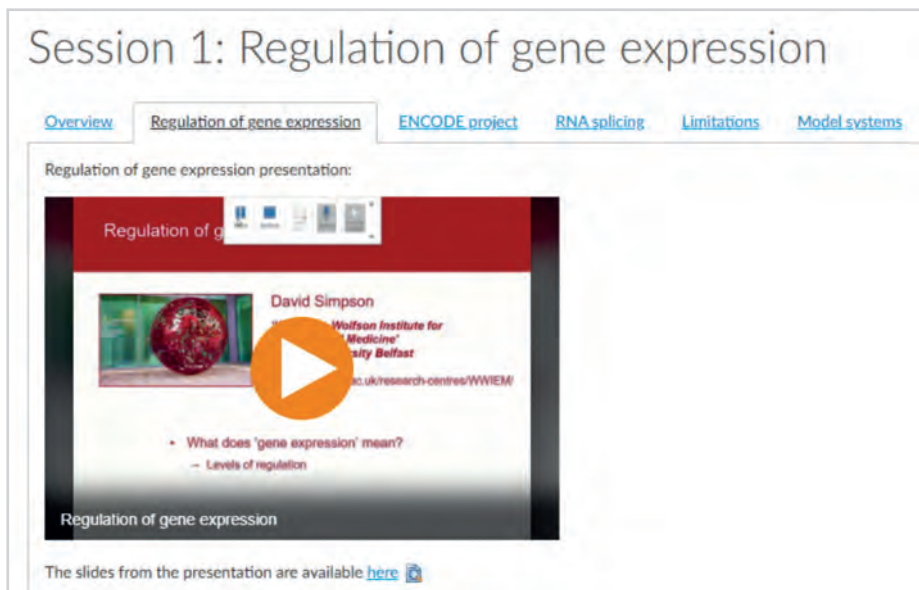 Session 1: Regulation of gene expression
Overview Regulation of gene expression ENCODE project RNA splicing Limitations Model systems
Regulation of gene expression presentation:
Regulation of g
David Simpson
Wolfson Institute for
Medicine'
sity Belfast
ac.uk/research-centres/WWIEM/
• What does 'gene expression' mean?
– Levels of regulation
Regulation of gene expression
The slides from the presentation are available here